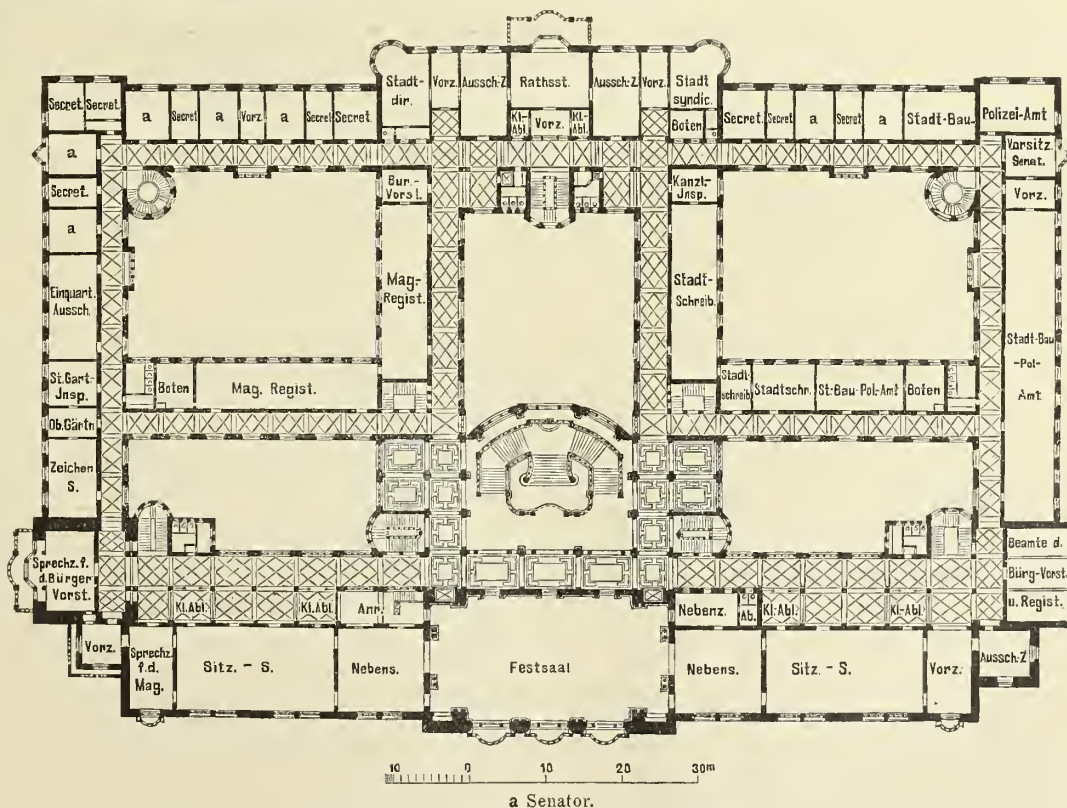 Stadt-
dir.
Vorz.
Aussch-Z
Rathsst.
Aussch-Z
Vorz.
Stadt
syndic.
Kl.-
Abl.
Vorz.
Kl.-
Abl.
Boten
Secret.
Secret.
a
Secret
a
Vorz.
a
Secret
Secret.
Secret.
Secret
a
Secret
a
Stadt-Bau-
Polizei-Amt
a
Vorsitz.
Senat.
Secret.
Bur.-
Vorst.
Kanzl.-
Jnsp.
Vorz.
a
Einquart.
Aussch.
Mag.-
Regist.
Stadt-
Schreib.
Stadt-Bau
-Pol-
Amt
St.Gart-
Jnsp.
Boten
Mag. Regist.
Stadt-
schreib
Stadtschr.
St-Bau-Pol-Amt
Boten
Ob.Gärtn
Zeichen
S.
Sprechz. f.
d.Bürger
Vorst.
Beamte d.
Bürg-Vorst.
u. Regist.
Kl.Abl.
Kl.Abl.
Anr.
Nebenz.
Ab.
Kl.Abl.
Kl.-Abl.
Vorz.
Sprechz.
f.d.
Mag.
Sitz. - S.
Nebens.
Festsaal
Nebens.
Sitz. - S.
Vorz.
Aussch-Z
10 0 10 20 30m
a Senator.